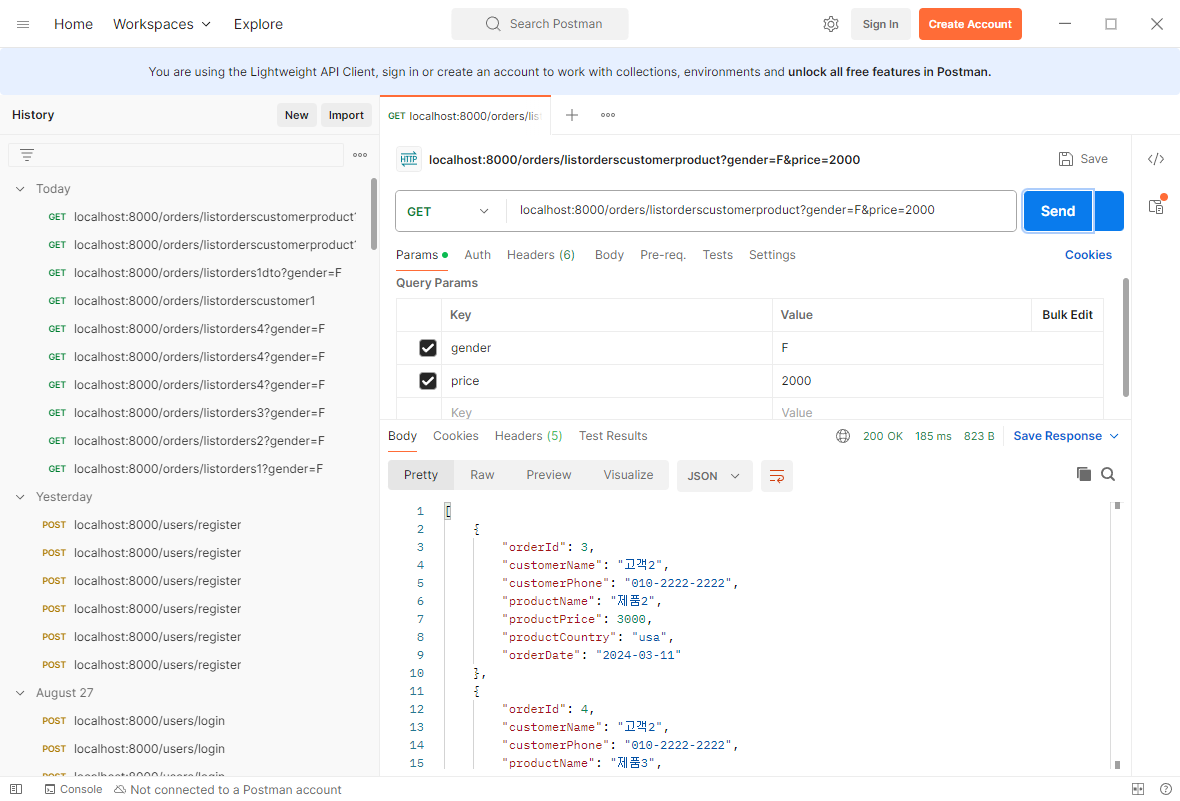 Home Workspaces Explore Search Postman Sign In Create Account
You are using the Lightweight API Client, sign in or create an account to work with collections, environments and unlock all free features in Postman.
History New Import
Today
GET localhost:8000/orders/listorderscustomerproduct
GET localhost:8000/orders/listorderscustomerproduct
GET localhost:8000/orders/listorders1dto?gender=F
GET localhost:8000/orders/listorderscustomer1
GET localhost:8000/orders/listorders4?gender=F
GET localhost:8000/orders/listorders4?gender=F
GET localhost:8000/orders/listorders4?gender=F
GET localhost:8000/orders/listorders3?gender=F
GET localhost:8000/orders/listorders2?gender=F
GET localhost:8000/orders/listorders1?gender=F
Yesterday
POST localhost:8000/users/register
POST localhost:8000/users/register
POST localhost:8000/users/register
POST localhost:8000/users/register
POST localhost:8000/users/register
POST localhost:8000/users/register
August 27
POST localhost:8000/users/login
POST localhost:8000/users/login
POST localhost:8000/users/login
GET localhost:8000/orders/list
HTTP localhost:8000/orders/listorderscustomerproduct?gender=F&price=2000 Save
GET localhost:8000/orders/listorderscustomerproduct?gender=F&price=2000 Send
Params Auth Headers (6) Body Pre-req. Tests Settings Cookies
Query Params
Key Value Bulk Edit
gender F
price 2000
Key Value
Body Cookies Headers (5) Test Results 200 OK 185 ms 823 B Save Response
Pretty Raw Preview Visualize JSON
1 [
2 {
3 "orderId": 3,
4 "customerName": "고객2",
5 "customerPhone": "010-2222-2222",
6 "productName": "제품2",
7 "productPrice": 3000,
8 "productCountry": "usa",
9 "orderDate": "2024-03-11"
10 },
11 {
12 "orderId": 4,
13 "customerName": "고객2",
14 "customerPhone": "010-2222-2222",
15 "productName": "제품3",
Console Not connected to a Postman account